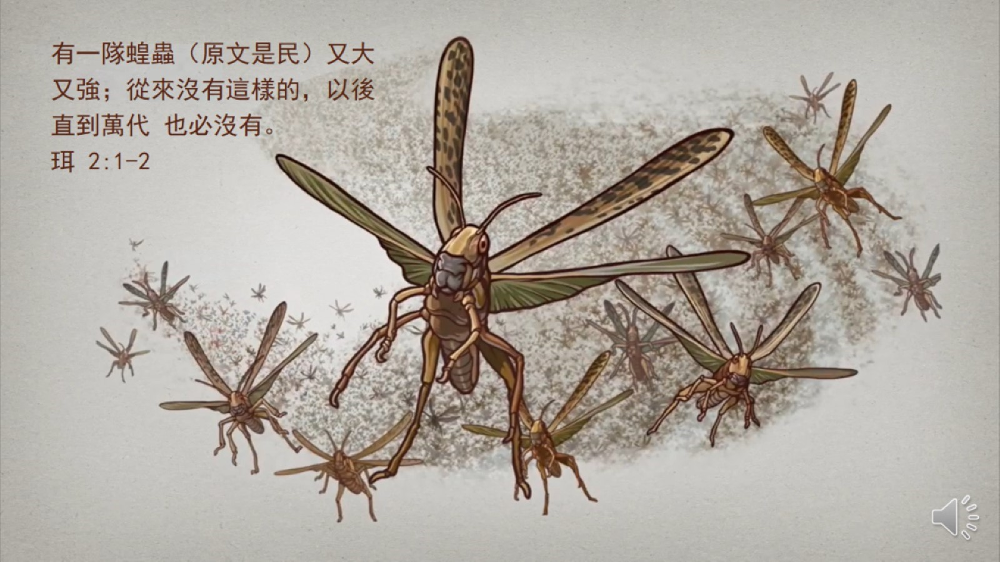 有一隊蝗蟲（原文是民）又大
又強；從來沒有這樣的，以後
直到萬代 也必沒有。
珥 2:1-2